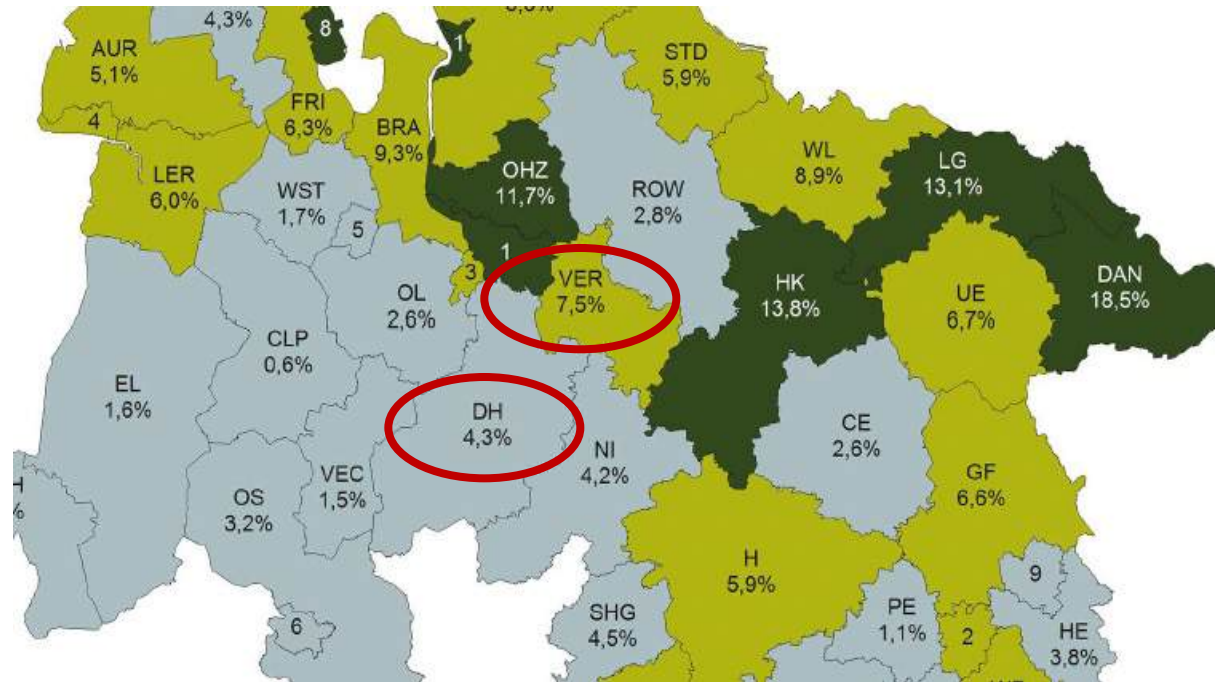 4,3%
8
1
AUR
5,1%
STD
5,9%
FRI
6,3%
4
BRA
9,3%
WL
8,9%
LG
13,1%
LER
6,0%
OHZ
11,7%
WST
1,7%
ROW
2,8%
5
1
3
VER
7,5%
HK
13,8%
DAN
18,5%
OL
2,6%
UE
6,7%
CLP
0,6%
EL
1,6%
DH
4,3%
CE
2,6%
NI
4,2%
VEC
1,5%
GF
6,6%
OS
3,2%
H
5,9%
9
SHG
4,5%
PE
1,1%
6
2
HE
3,8%